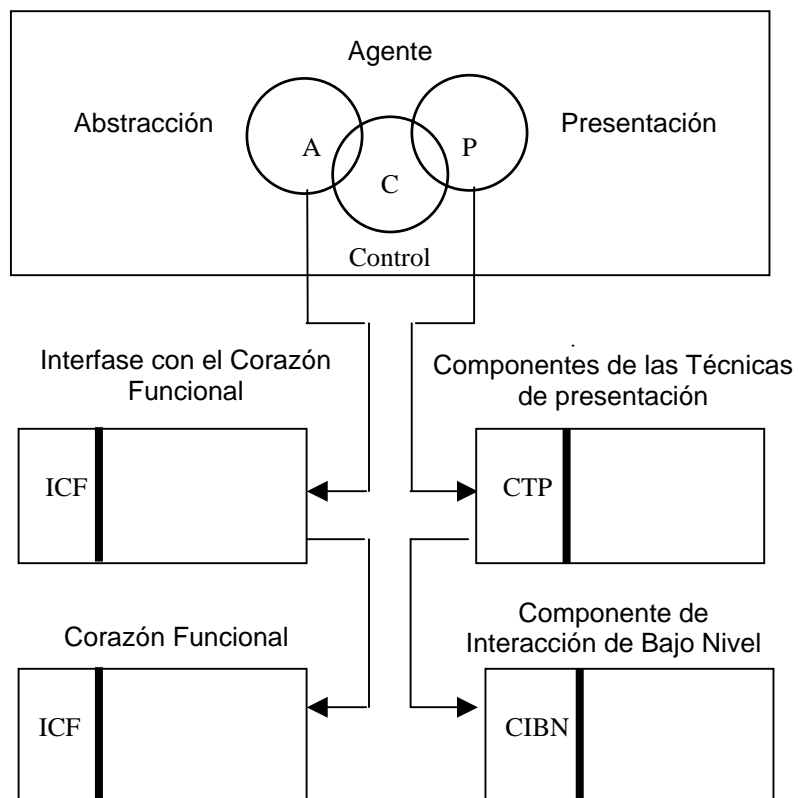 Agente
Abstracción
Presentación
A
P
C
Control
Interfase con el Corazón
Funcional
Componentes de las Técnicas
de presentación
ICF
CTP
Corazón Funcional
Componente de
Interacción de Bajo Nivel
ICF
CIBN